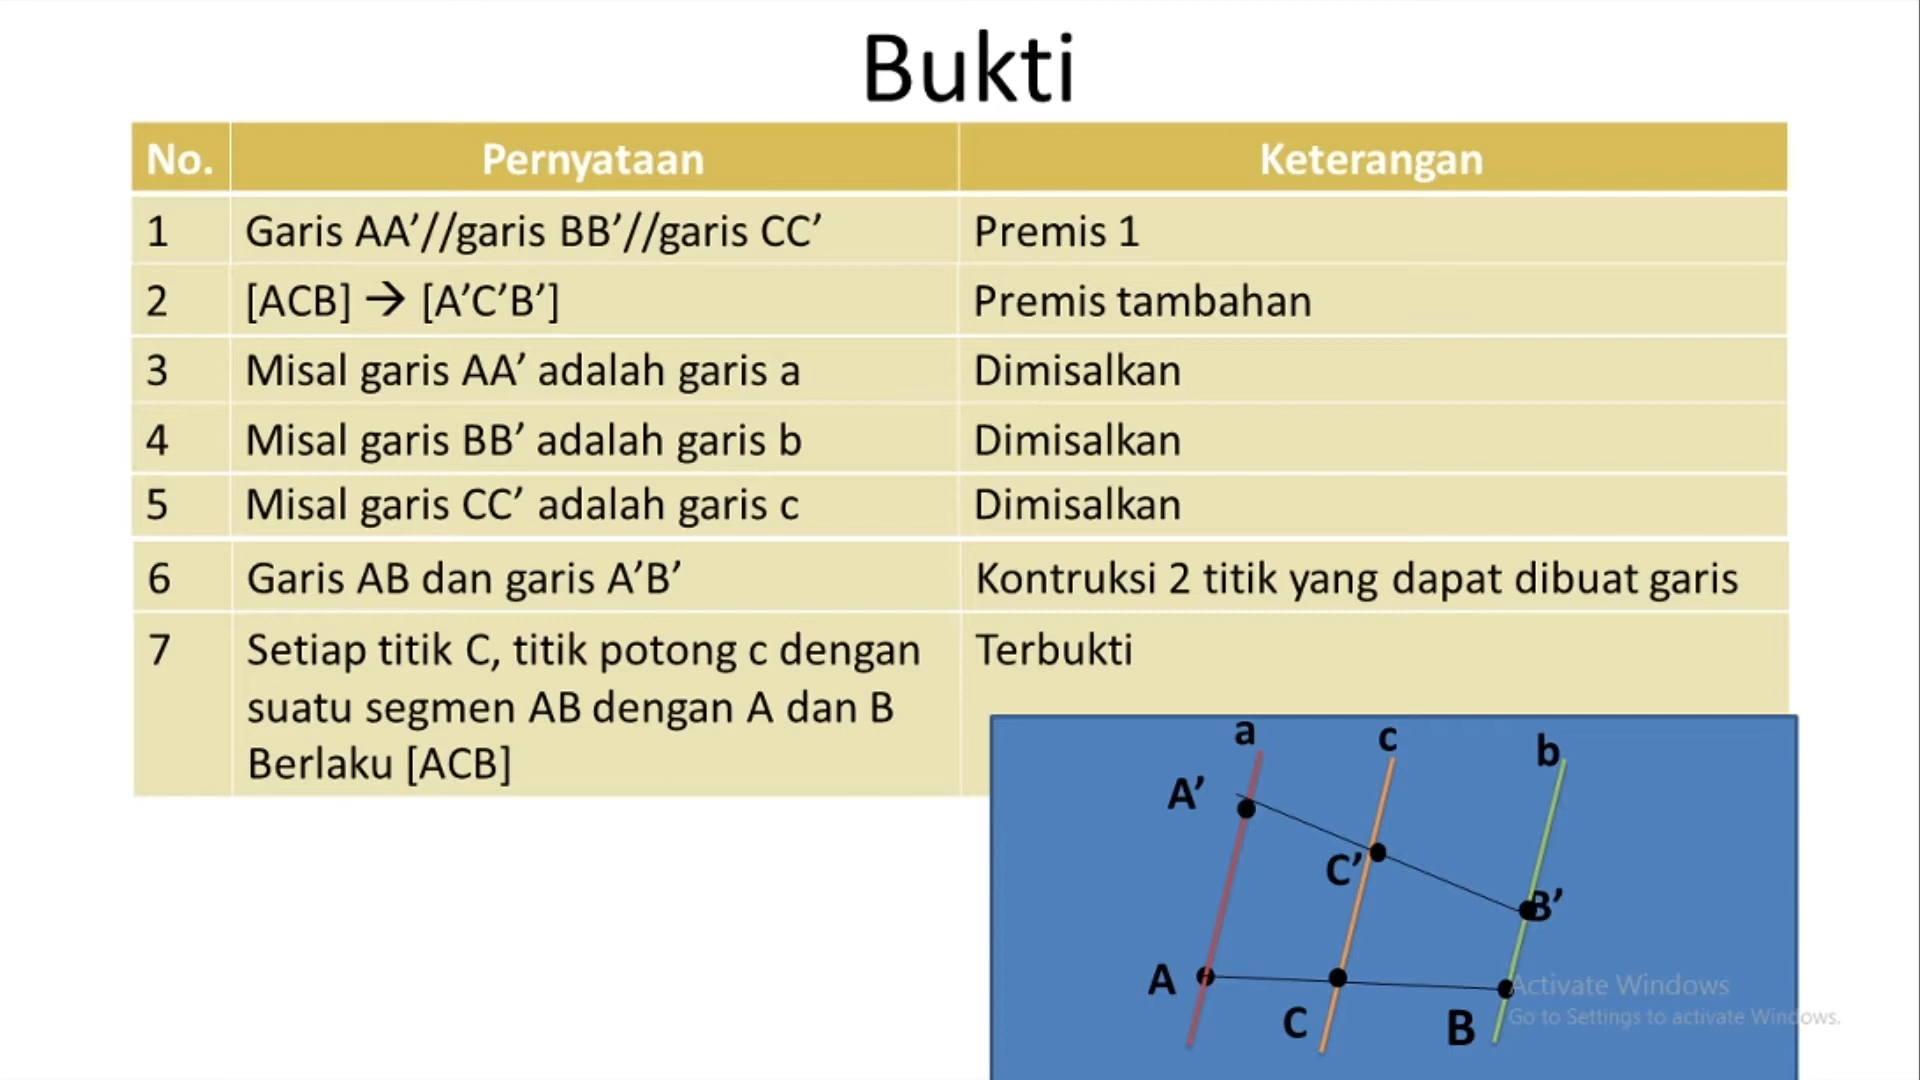 Bukti
No. Pernyataan Keterangan
1 Garis AA’//garis BB’//garis CC’ Premis 1
2 [ACB] → [A’C’B’] Premis tambahan
3 Misal garis AA’ adalah garis a Dimisalkan
4 Misal garis BB’ adalah garis b Dimisalkan
5 Misal garis CC’ adalah garis c Dimisalkan
6 Garis AB dan garis A’B’ Kontruksi 2 titik yang dapat dibuat garis
7 Setiap titik C, titik potong c dengan Terbukti
suatu segmen AB dengan A dan B
Berlaku [ACB]
a c b
A’
C’
B’
A
C
B
Activate Windows
Go to Settings to activate Windows.